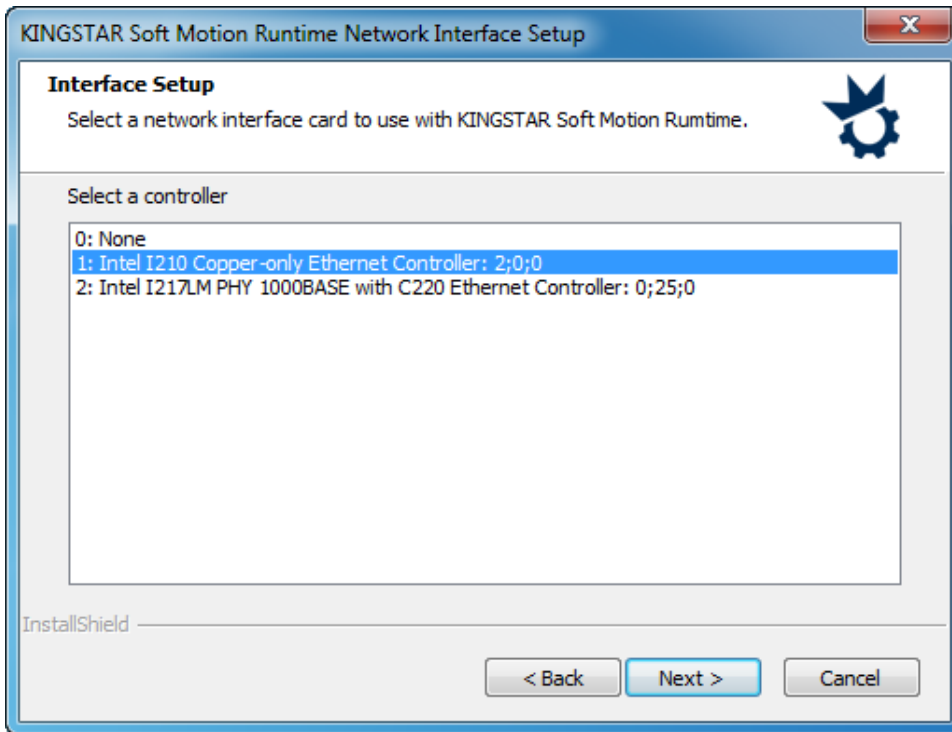 KINGSTAR Soft Motion Runtime Network Interface Setup
Interface Setup
Select a network interface card to use with KINGSTAR Soft Motion Rumtime.
Select a controller
0: None
1: Intel I210 Copper-only Ethernet Controller: 2;0;0
2: Intel I217LM PHY 1000BASE with C220 Ethernet Controller: 0;25;0
InstallShield
< Back Next > Cancel